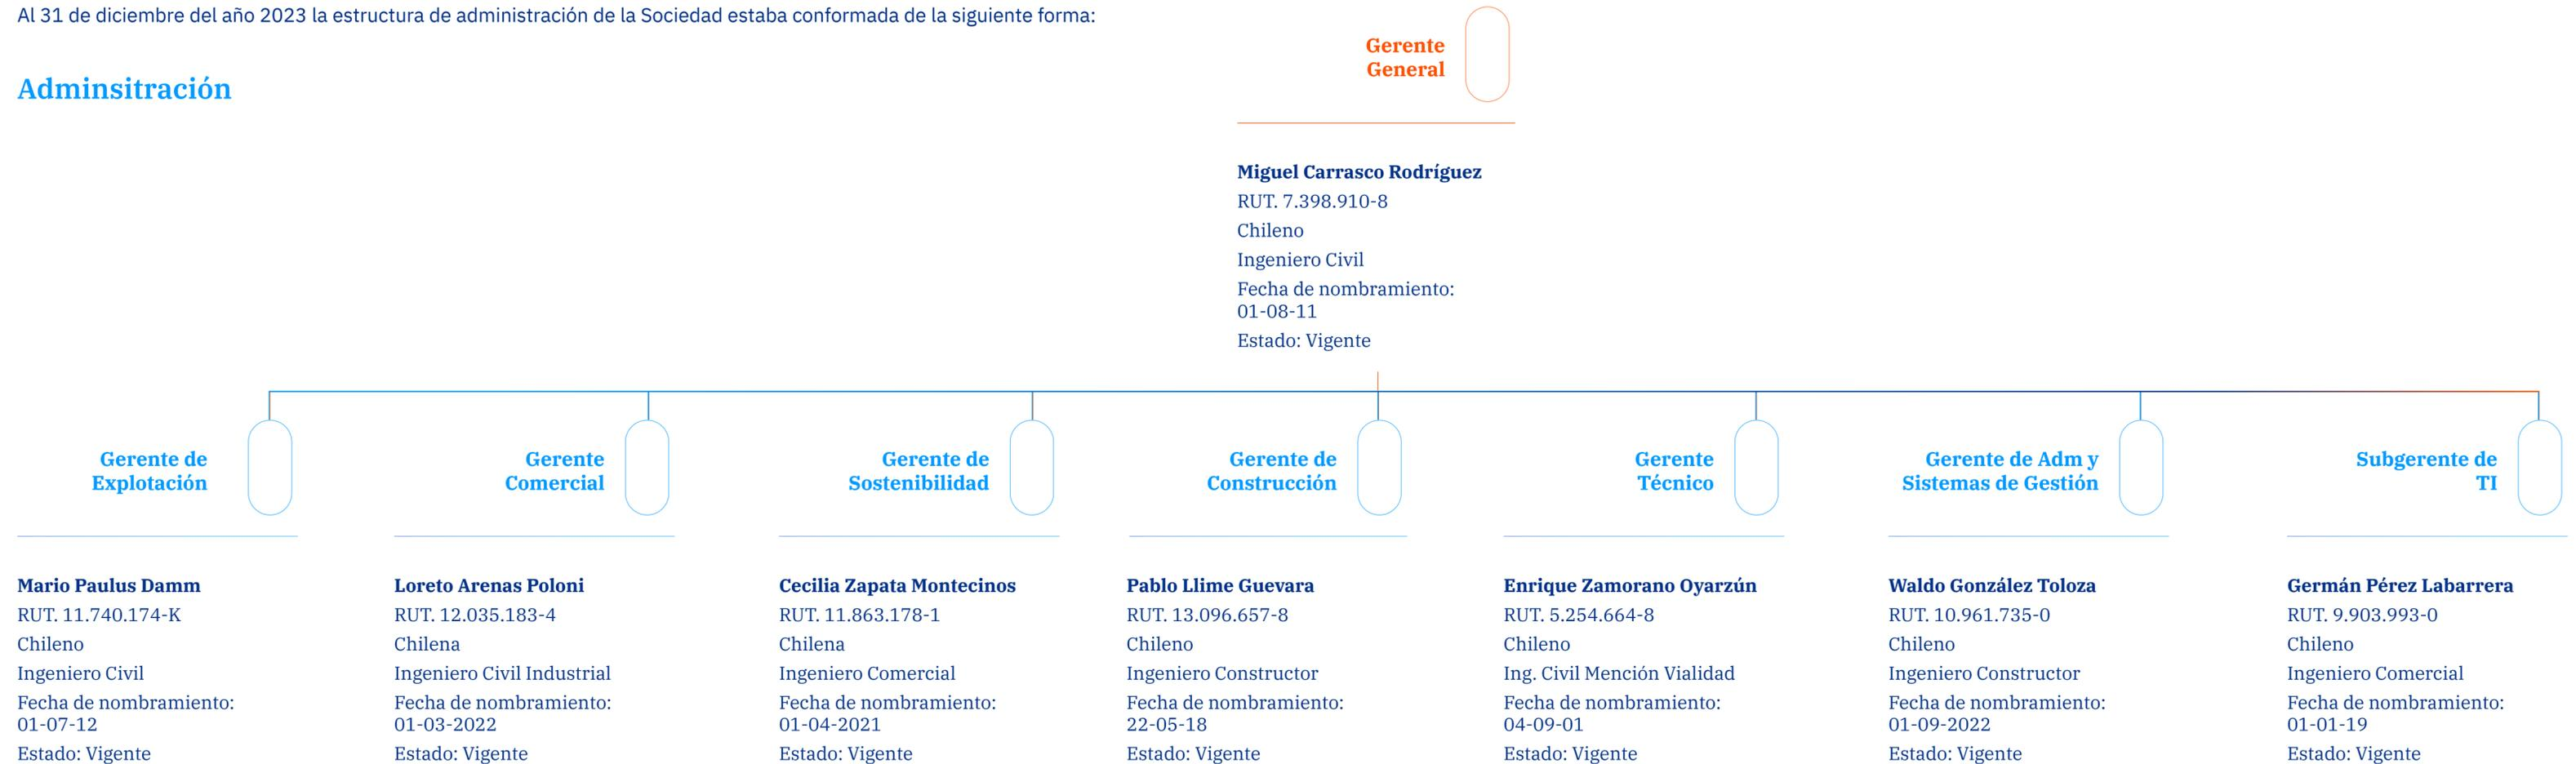 Al 31 de diciembre del año 2023 la estructura de administración de la Sociedad estaba conformada de la siguiente forma:
Adminsitración
Gerente
General
Miguel Carrasco Rodríguez
RUT. 7.398.910-8
Chileno
Ingeniero Civil
Fecha de nombramiento:
01-08-11
Estado: Vigente
Gerente de
Explotación
Mario Paulus Damm
RUT. 11.740.174-K
Chileno
Ingeniero Civil
Fecha de nombramiento:
01-07-12
Estado: Vigente
Gerente
Comercial
Loreto Arenas Poloni
RUT. 12.035.183-4
Chilena
Ingeniero Civil Industrial
Fecha de nombramiento:
01-03-2022
Estado: Vigente
Gerente de
Sostenibilidad
Cecilia Zapata Montecinos
RUT. 11.863.178-1
Chilena
Ingeniero Comercial
Fecha de nombramiento:
01-04-2021
Estado: Vigente
Gerente de
Construcción
Pablo Llime Guevara
RUT. 13.096.657-8
Chileno
Ingeniero Constructor
Fecha de nombramiento:
22-05-18
Estado: Vigente
Gerente
Técnico
Enrique Zamorano Oyarzún
RUT. 5.254.664-8
Chileno
Ing. Civil Mención Vialidad
Fecha de nombramiento:
04-09-01
Estado: Vigente
Gerente de Adm y
Sistemas de Gestión
Waldo González Toloza
RUT. 10.961.735-0
Chileno
Ingeniero Constructor
Fecha de nombramiento:
01-09-2022
Estado: Vigente
Subgerente de
TI
Germán Pérez Labarrera
RUT. 9.903.993-0
Chileno
Ingeniero Comercial
Fecha de nombramiento:
01-01-19
Estado: Vigente